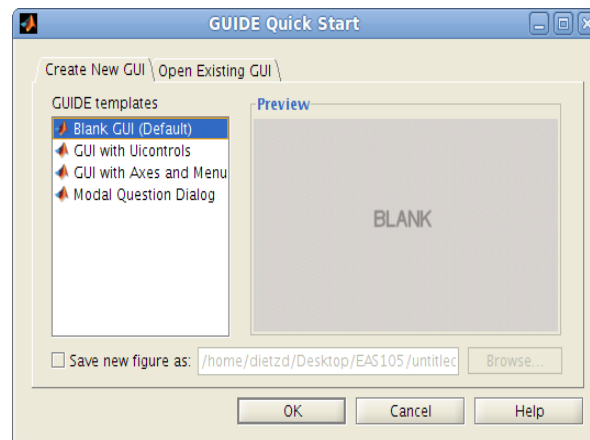 GUIDE Quick Start
Create New GUI
Open Existing GUI
GUIDE templates
Preview
Blank GUI (Default)
GUI with Uicontrols
GUI with Axes and Menu
Modal Question Dialog
BLANK
Save new figure as:
/home/dietzd/Desktop/EAS105/untitled
Browse...
OK
Cancel
Help